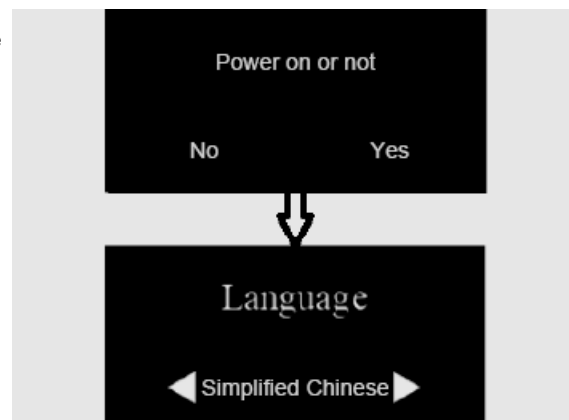 Power on or not
No Yes
Language
Simplified Chinese